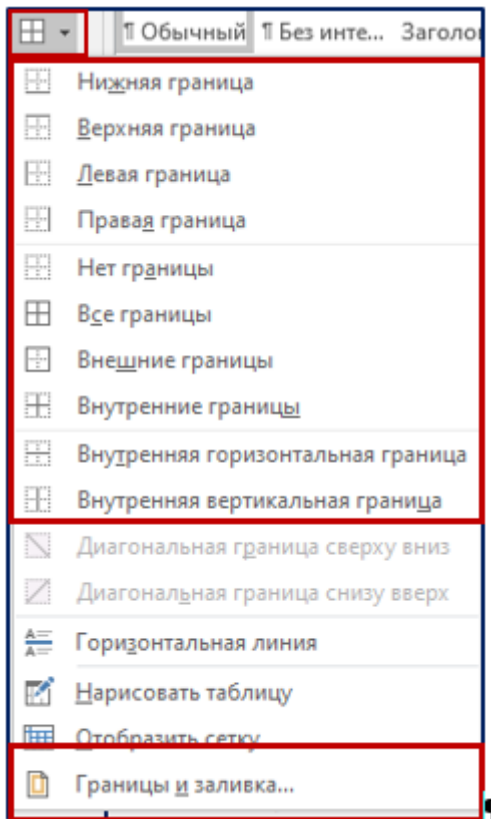 ¶ Обычный ¶ Без инте... Заголо
Нижняя граница
Верхняя граница
Левая граница
Правая граница
Нет границы
Все границы
Внешние границы
Внутренние границы
Внутренняя горизонтальная граница
Внутренняя вертикальная граница
Диагональная граница сверху вниз
Диагональная граница снизу вверх
Горизонтальная линия
Нарисовать таблицу
Отобразить сетку
Границы и заливка...